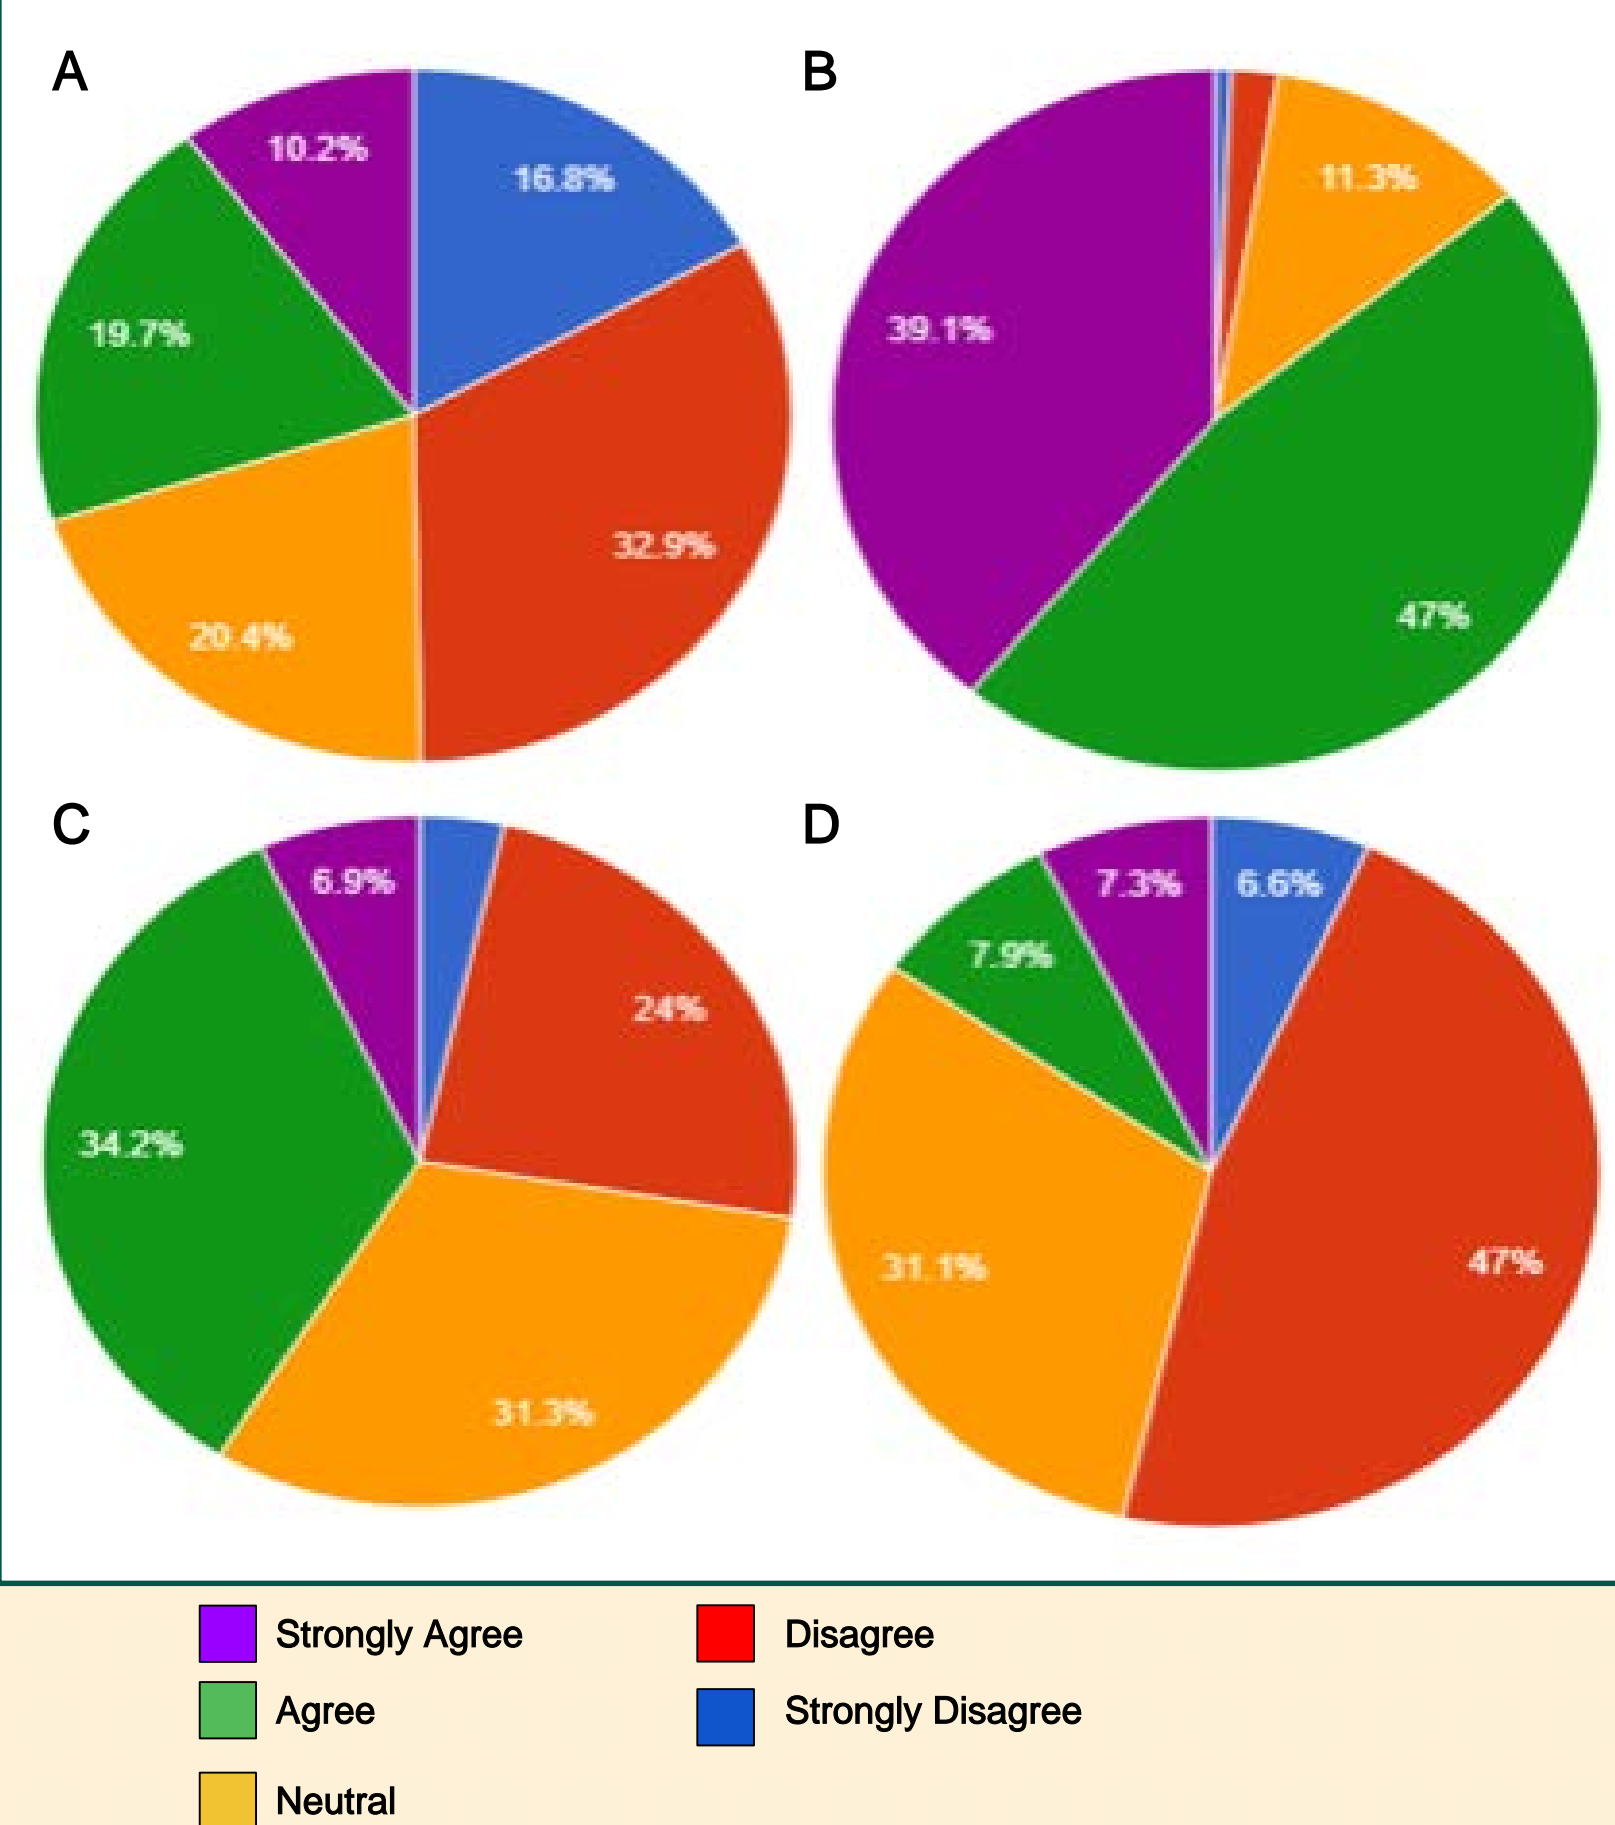 A
B
10.2%
16.8%
11.3%
19.7%
39.1%
32.9%
20.4%
47%
C
D
6.9%
7.3%
6.6%
7.9%
24%
34.2%
31.1%
47%
31.3%
Strongly Agree
Disagree
Agree
Strongly Disagree
Neutral